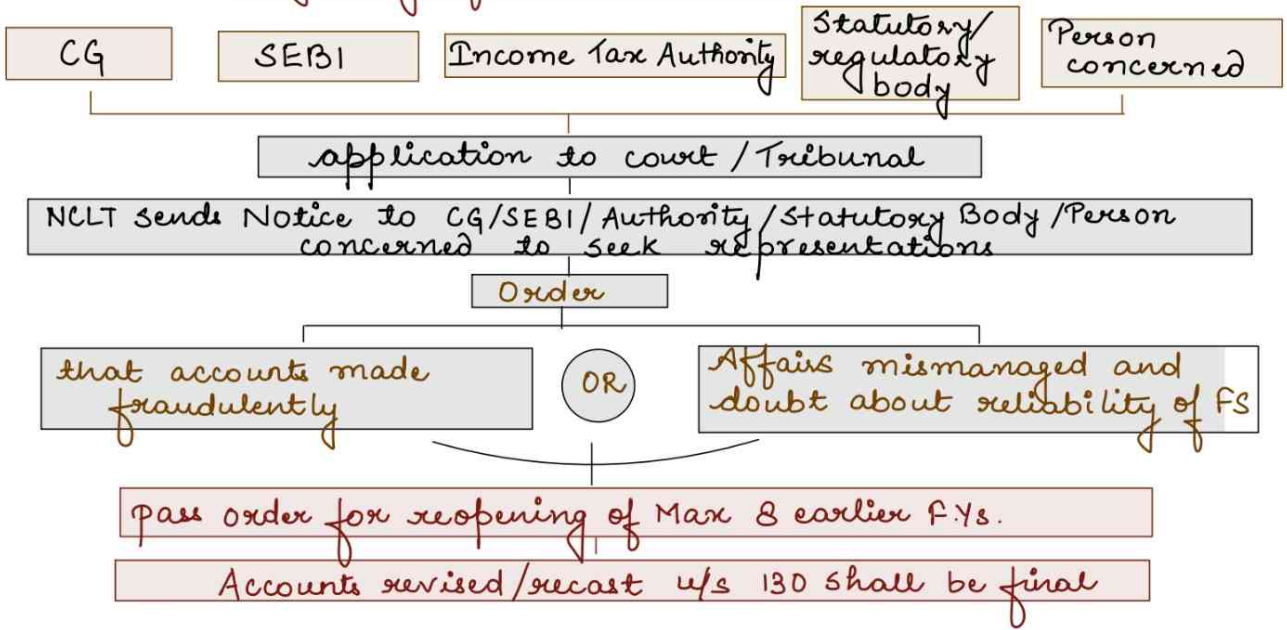 CG
SEBI
Income Tax Authority
Statutory/
regulatory
body
Person
concerned
application to court / Tribunal
NCLT sends Notice to CG/SEBI/Authority/Statutory Body/Person
concerned to seek representations
Order
that accounts made
fraudulently
OR
Affairs mismanaged and
doubt about reliability of FS
pass order for reopening of Max 8 earlier F.Ys.
Accounts revised/recast u/s 130 shall be final